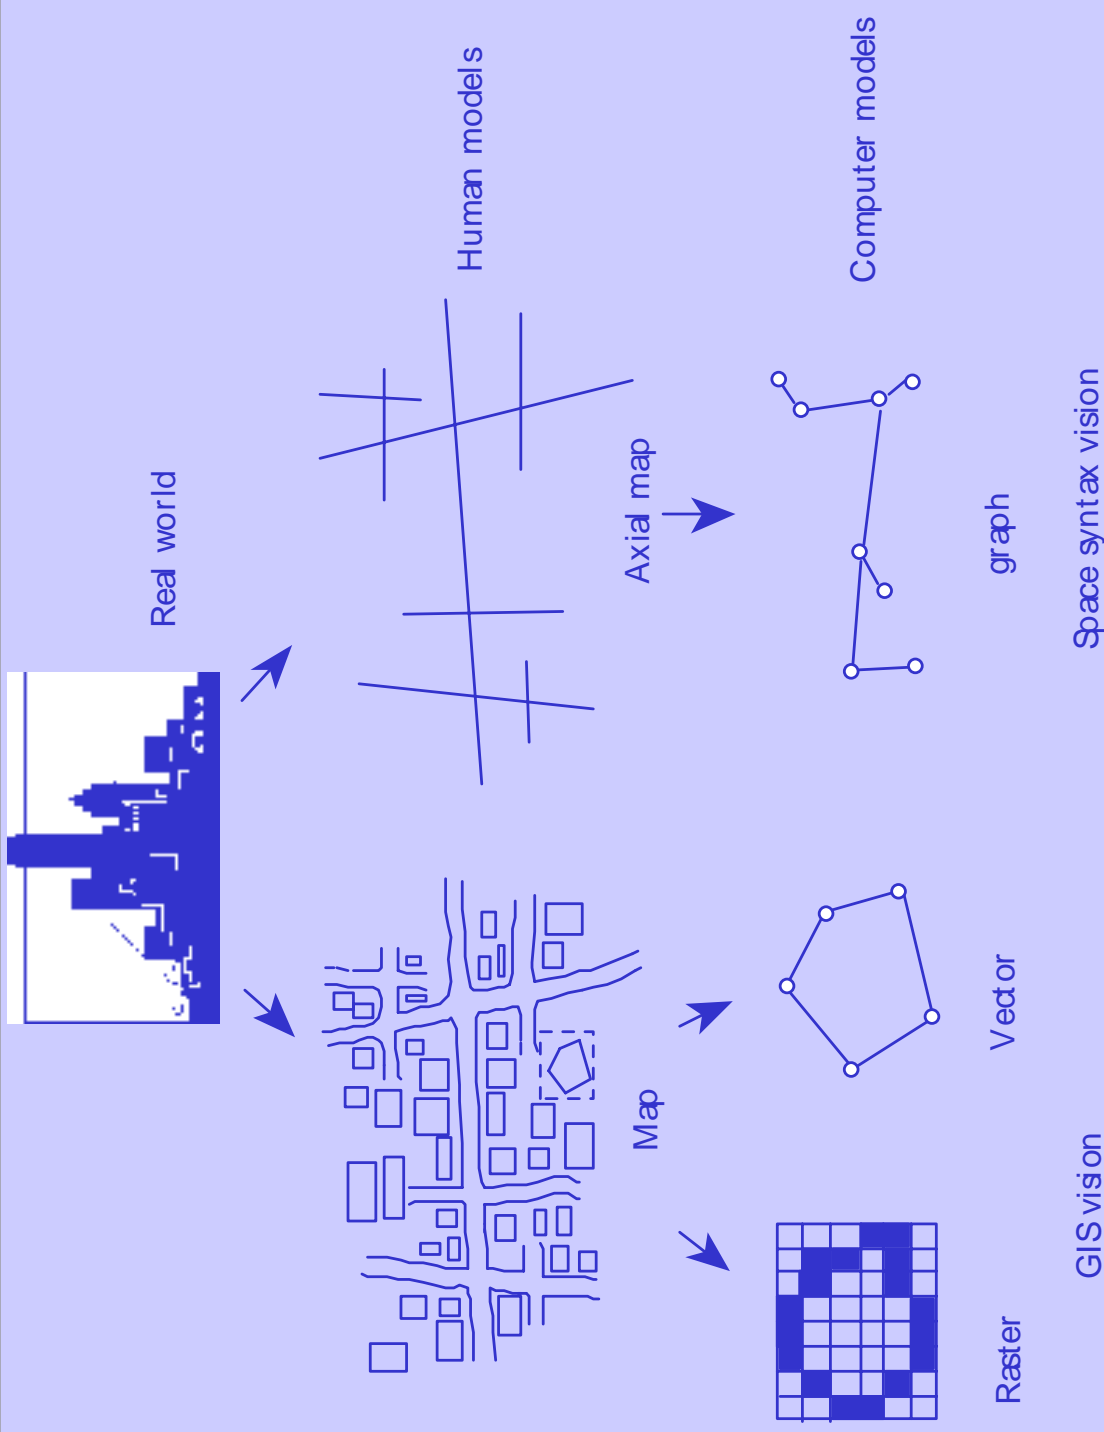 Real world
Human models
Map
Axial map
Computer models
Raster
Vector
graph
GIS vision
Space syntax vision